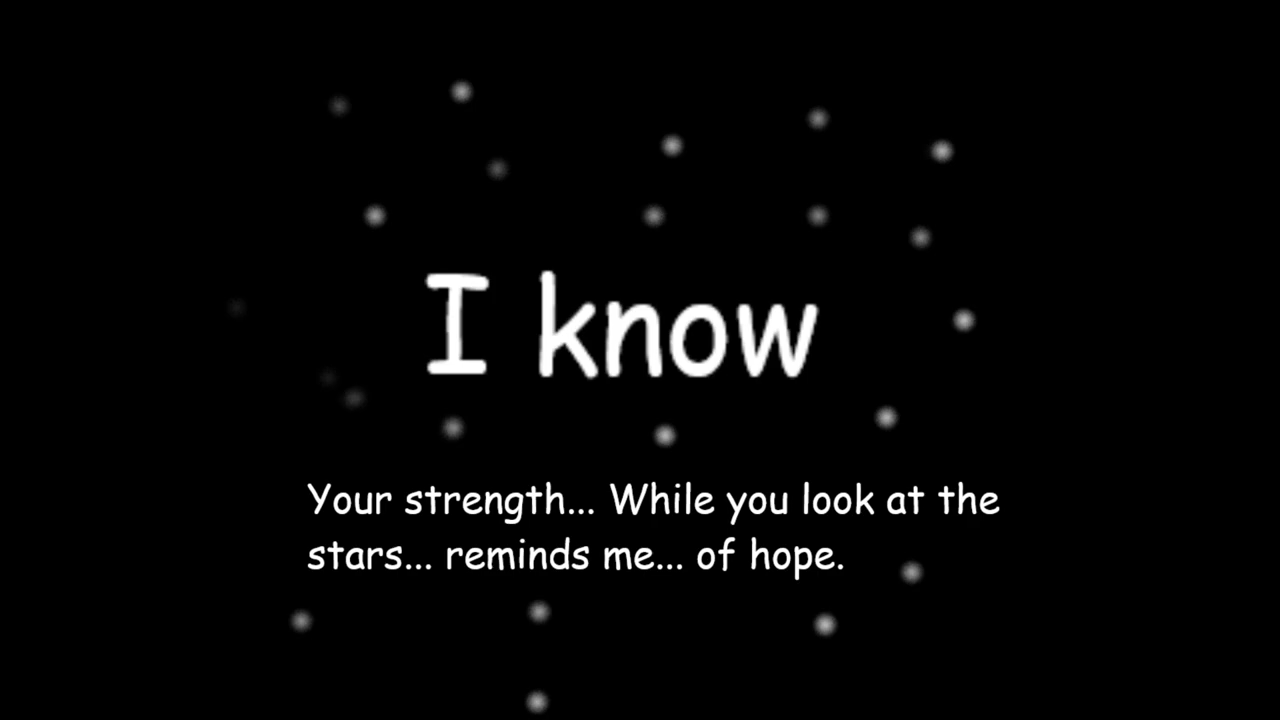 I know
Your strength... While you look at the
stars... reminds me... of hope.